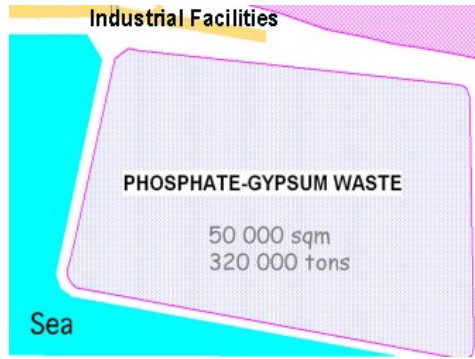 Industrial Facilities
PHOSPHATE-GYPSUM WASTE
50 000 sqm
320 000 tons
Sea